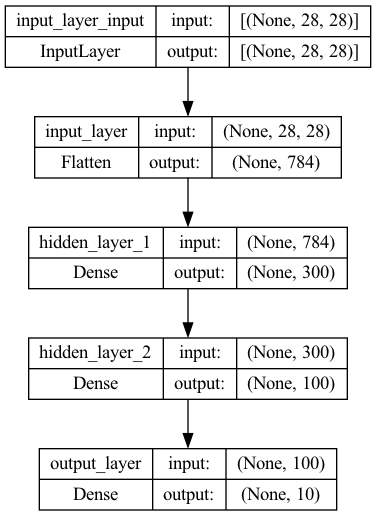 input_layer_input input: [(None, 28, 28)]
InputLayer output: [(None, 28, 28)]
input_layer input: (None, 28, 28)
Flatten output: (None, 784)
hidden_layer_1 input: (None, 784)
Dense output: (None, 300)
hidden_layer_2 input: (None, 300)
Dense output: (None, 100)
output_layer input: (None, 100)
Dense output: (None, 10)